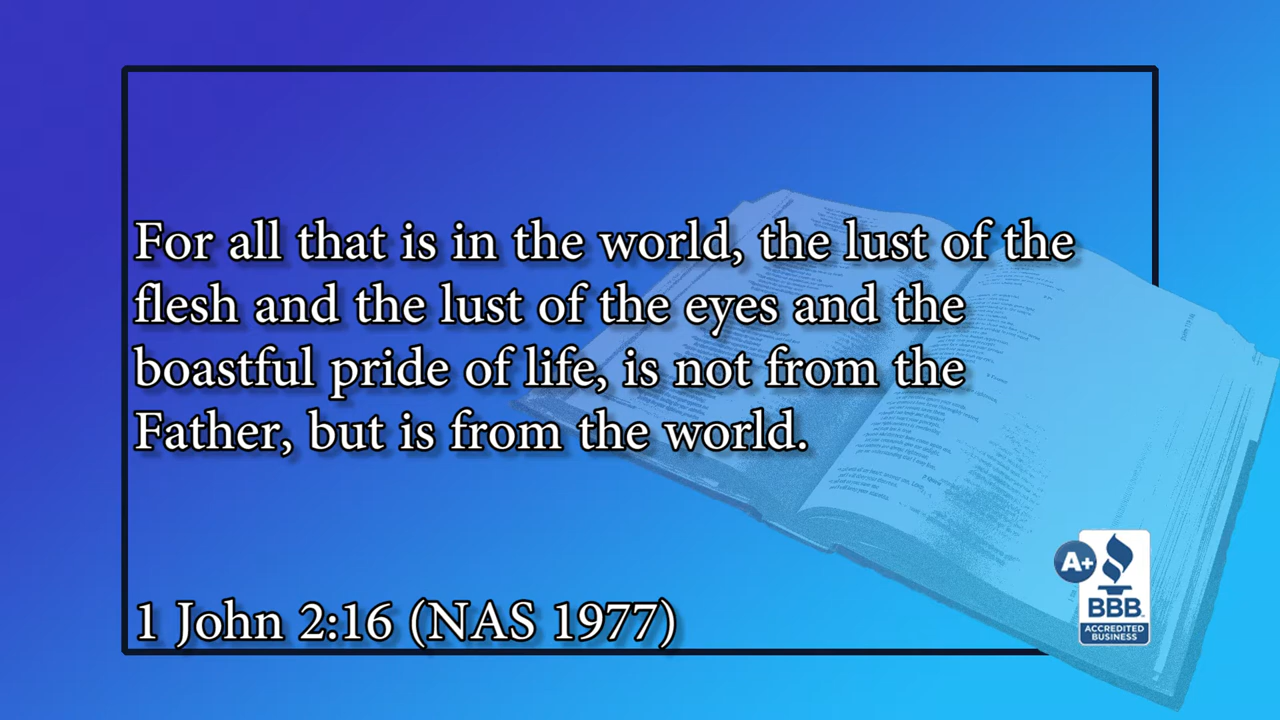 For all that is in the world, the lust of the
flesh and the lust of the eyes and the
boastful pride of life, is not from the
Father, but is from the world.
1 John 2:16 (NAS 1977)
A+
BBB
ACCREDITED
BUSINESS